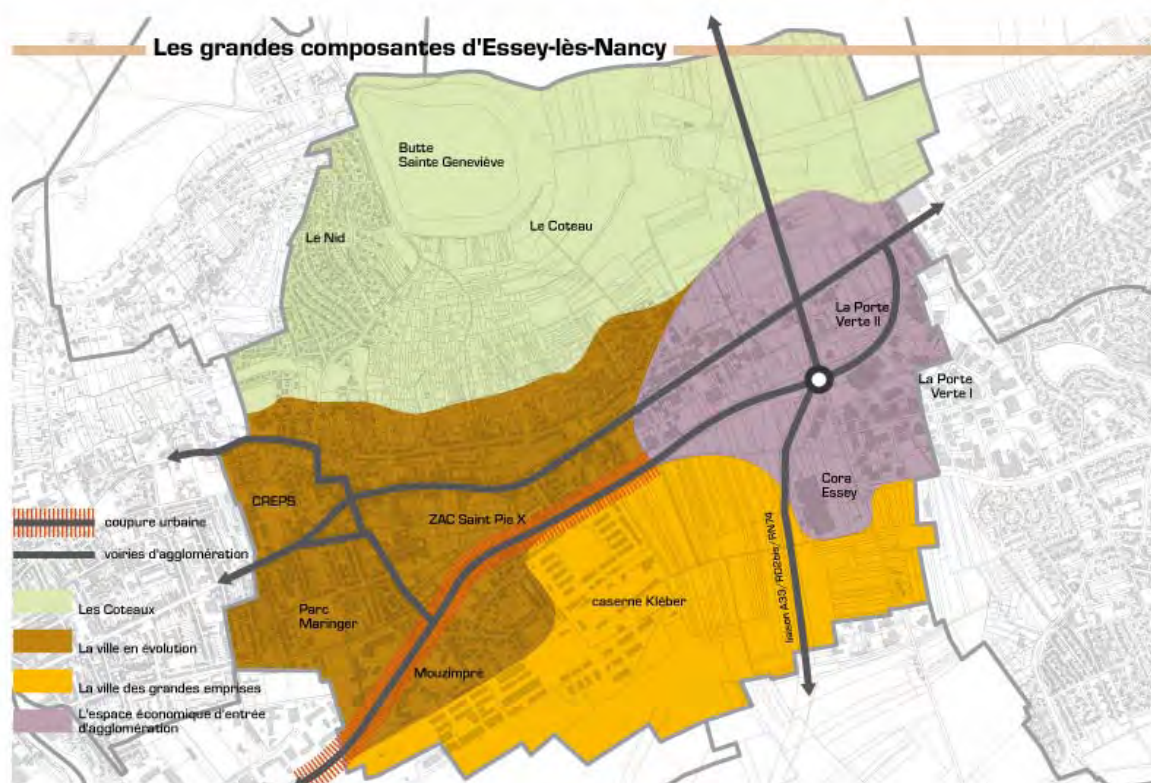 Les grandes composantes d'Essey-lès-Nancy
Butte
Sainte Geneviève
Le Nid
Le Coteau
La Porte
Verte II
La Porte
Verte I
Cora
Essey
CREPS
ZAC Saint Pie X
caserne Kléber
liaison A33/RD2bis/RN74
Parc
Maringer
Mouzimpré
coupure urbaine
voiries d'agglomération
Les Coteaux
La ville en évolution
La ville des grandes emprises
L'espace économique d'entrée
d'agglomération